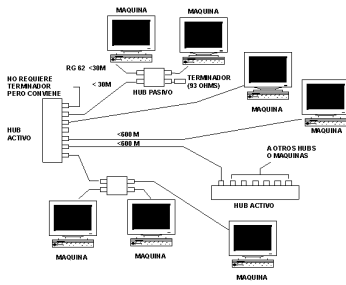 MAQUINA
MAQUINA
RG 62 <30M
NO REQUIERE
TERMINADOR
PERO CONVIENE
< 30M
TERMINADOR
(93 OHMS)
HUB PASIVO
MAQUINA
HUB
ACTIVO
<600 M
<600 M
MAQUINA
A OTROS HUBS
O MAQUINAS
HUB ACTIVO
MAQUINA
MAQUINA
MAQUINA